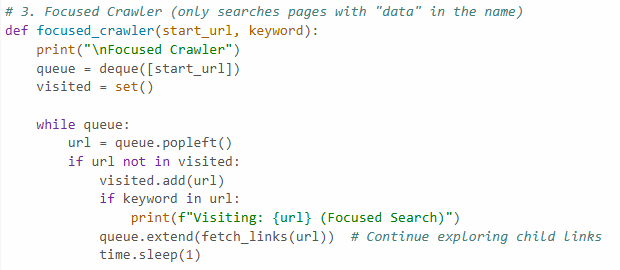 # 3. Focused Crawler (only searches pages with "data" in the name)
def focused_crawler(start_url, keyword):
    print("\nFocused Crawler")
    queue = deque([start_url])
    visited = set()

    while queue:
        url = queue.popleft()
        if url not in visited:
            visited.add(url)
            if keyword in url:
                print(f"Visiting: {url} (Focused Search)")
            queue.extend(fetch_links(url))  # Continue exploring child links
            time.sleep(1)